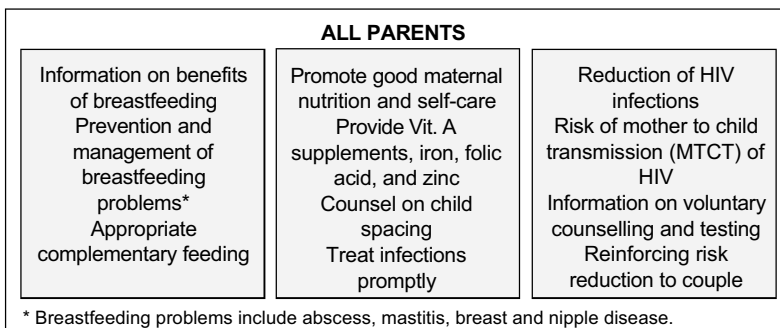 ALL PARENTS
Information on benefits
of breastfeeding
Prevention and
management of
breastfeeding
problems*
Appropriate
complementary feeding
Promote good maternal
nutrition and self-care
Provide Vit. A
supplements, iron, folic
acid, and zinc
Counsel on child
spacing
Treat infections
promptly
Reduction of HIV
infections
Risk of mother to child
transmission (MTCT) of
HIV
Information on voluntary
counselling and testing
Reinforcing risk
reduction to couple
* Breastfeeding problems include abscess, mastitis, breast and nipple disease.